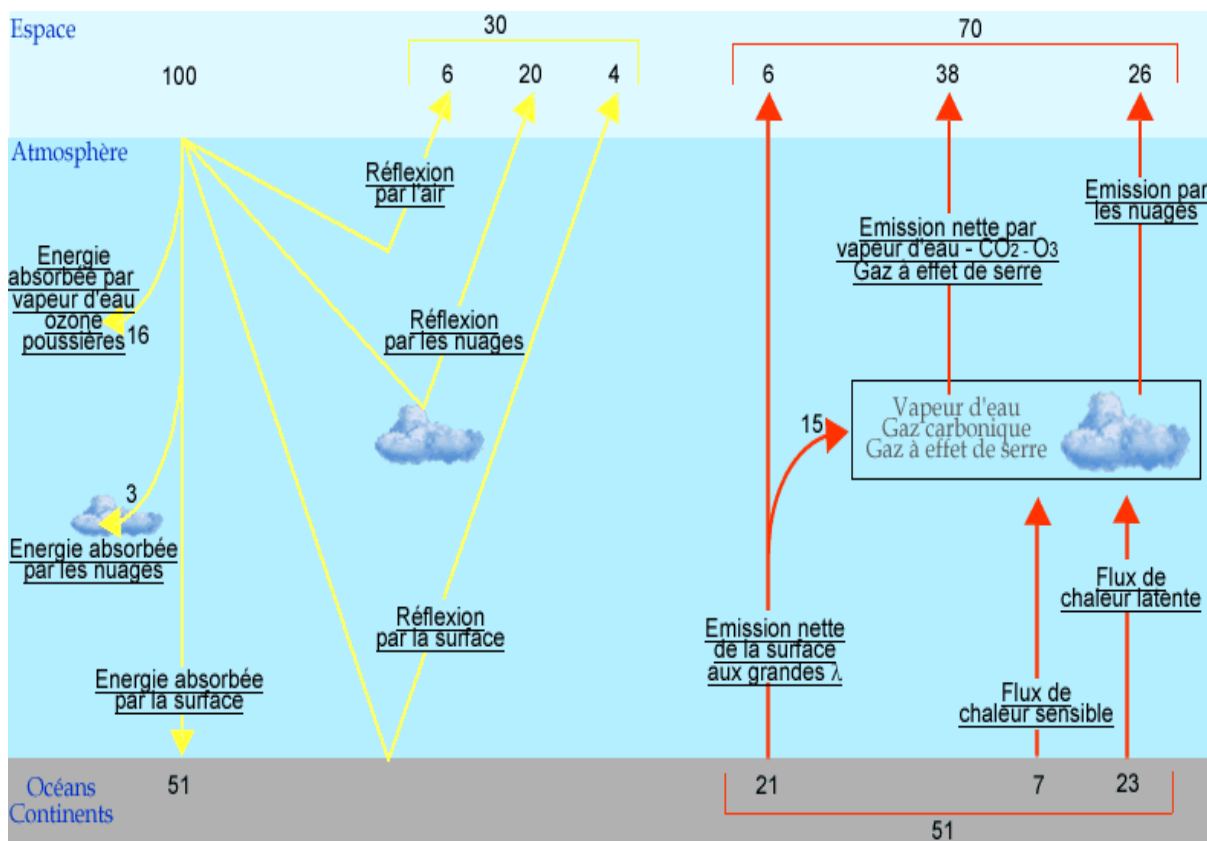 Espace
30
70
100
6
20
4
6
38
26
Atmosphère
Réflexion
par l'air
Emission par
les nuages
Emission nette par
vapeur d'eau - CO2 - O3
Gaz à effet de serre
Energie
absorbée par
vapeur d'eau
ozone
poussières
16
Réflexion
par les nuages
Vapeur d'eau
Gaz carbonique
Gaz à effet de serre
15
3
Energie absorbée
par les nuages
Flux de
chaleur latente
Réflexion
par la surface
Emission nette
de la surface
aux grandes λ
Energie absorbée
par la surface
Flux de
chaleur sensible
Océans
Continents
51
21
7
23
51